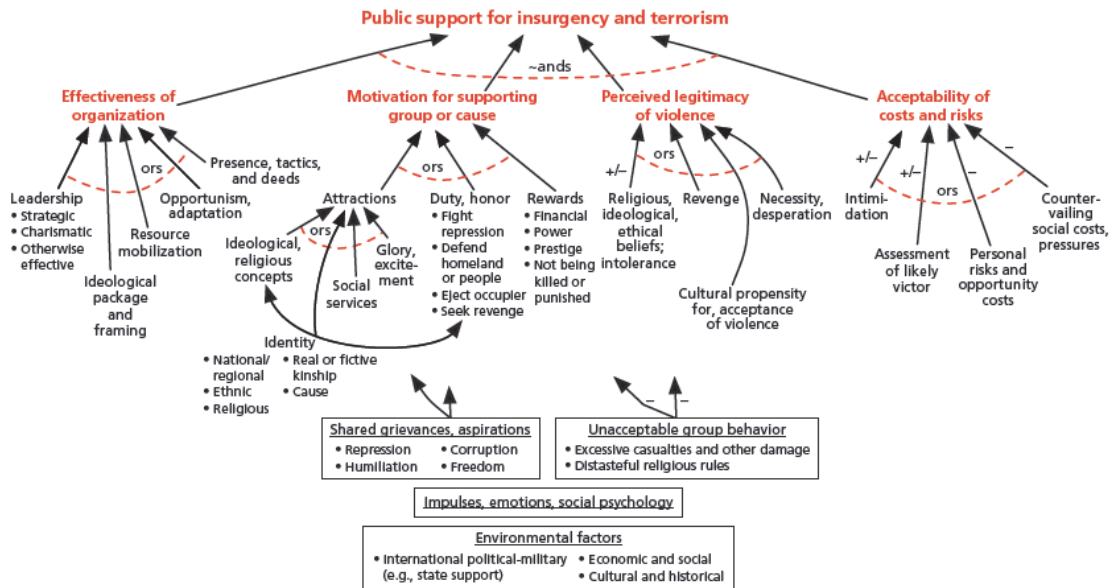 Public support for insurgency and terrorism
~ands
Effectiveness of
organization
Motivation for supporting
group or cause
Perceived legitimacy
of violence
Acceptability of
costs and risks
ors
Leadership
• Strategic
• Charismatic
• Otherwise
effective
Ideological
package
and
framing
Resource
mobilization
Opportunism,
adaptation
Presence, tactics,
and deeds
ors
Attractions
ors
Ideological,
religious
concepts
Social
services
Glory,
excite-
ment
Duty, honor
• Fight
repression
• Defend
homeland
or people
• Eject occupier
• Seek revenge
Rewards
• Financial
• Power
• Prestige
• Not being
killed or
punished
Identity
• National/
regional
• Ethnic
• Religious
• Real or fictive
kinship
• Cause
+/–
ors
Religious,
ideological,
ethical
beliefs;
intolerance
Revenge
Cultural propensity
for, acceptance
of violence
Necessity,
desperation
+/–
+/–
ors
–
–
Intimi-
dation
Assessment
of likely
victor
Personal
risks and
opportunity
costs
Counter-
vailing
social costs,
pressures
Shared grievances, aspirations
• Repression
• Humiliation
• Corruption
• Freedom
–
–
Unacceptable group behavior
• Excessive casualties and other damage
• Distasteful religious rules
Impulses, emotions, social psychology
Environmental factors
• International political-military
(e.g., state support)
• Economic and social
• Cultural and historical